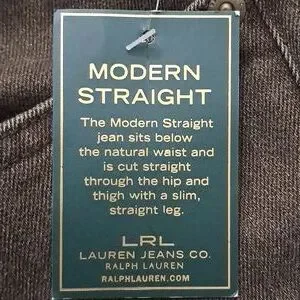 MODERN
STRAIGHT
The Modern Straight
jean sits below
the natural waist and
is cut straight
through the hip and
thigh with a slim,
straight leg.
LRL
LAUREN JEANS CO.
RALPH LAUREN
RALPHLAUREN.COM